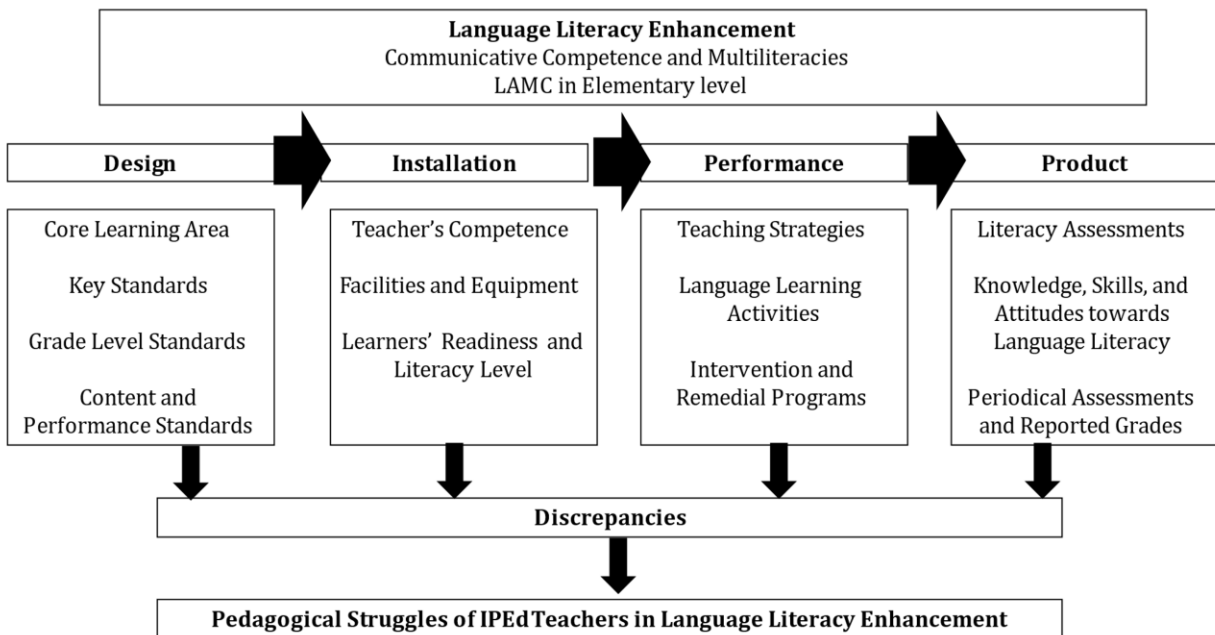 Language Literacy Enhancement
Communicative Competence and Multiliteracies
LAMC in Elementary level
Design
Installation
Performance
Product
Core Learning Area
Key Standards
Grade Level Standards
Content and
Performance Standards
Teacher's Competence
Facilities and Equipment
Learners' Readiness and
Literacy Level
Teaching Strategies
Language Learning
Activities
Intervention and
Remedial Programs
Literacy Assessments
Knowledge, Skills, and
Attitudes towards
Language Literacy
Periodical Assessments
and Reported Grades
Discrepancies
Pedagogical Struggles of IPEd Teachers in Language Literacy Enhancement